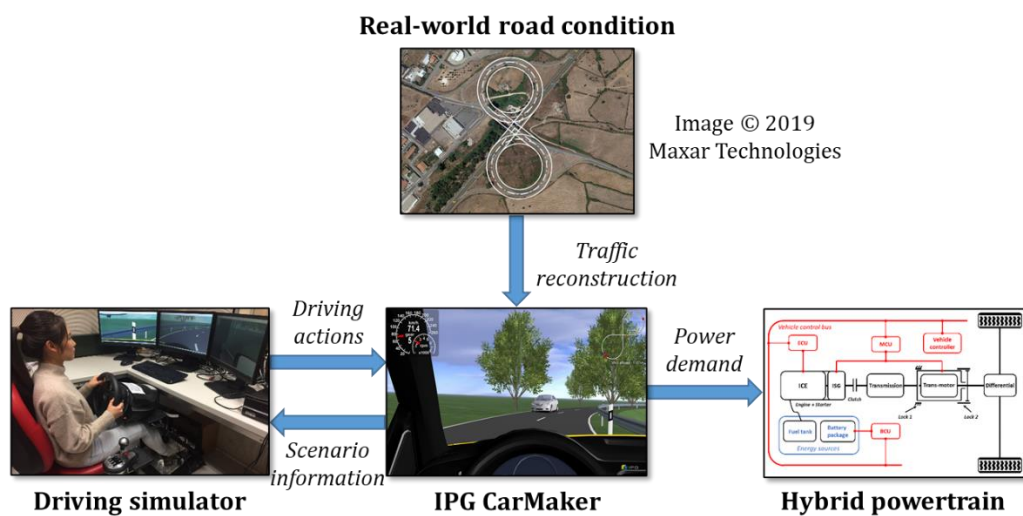 Real-world road condition
Image © 2019
Maxar Technologies
Traffic
reconstruction
Driving
actions
Scenario
information
Power
demand
71.4
Vehicle control bus
ECU
MCU
Vehicle
controller
ICE
ISG
Transmission
Trans-motor
Differential
Engine + Starter
Clutch
Lock 1
Lock 2
Fuel tank
Battery
package
BCU
Energy sources
Driving simulator
IPG CarMaker
Hybrid powertrain